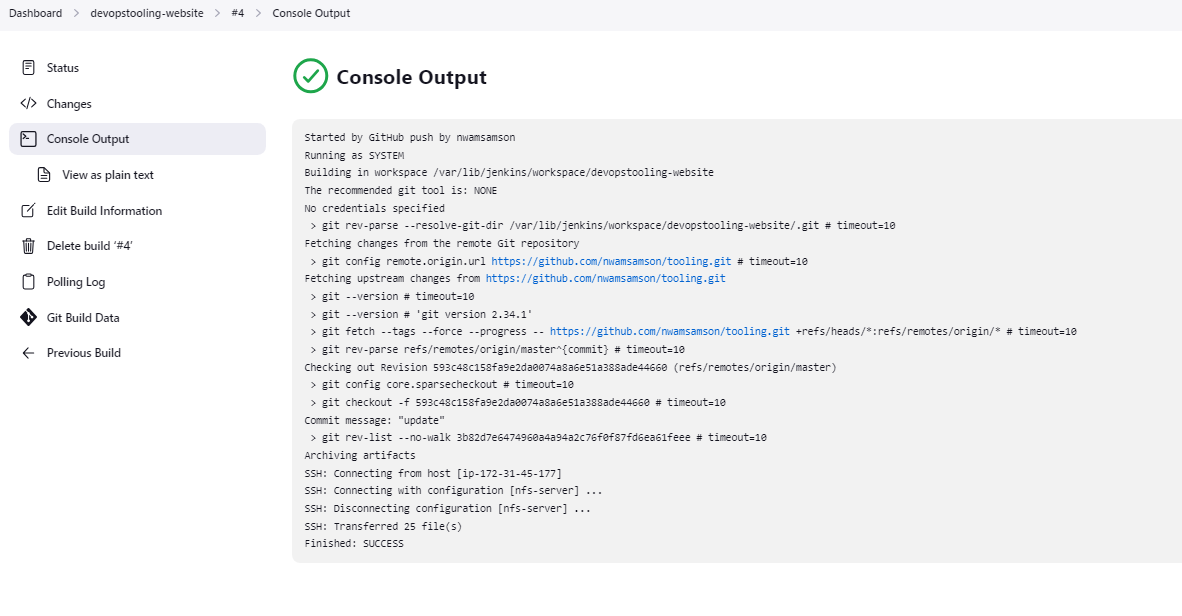 Dashboard > devopstooling-website > #4 > Console Output
Status
Changes
Console Output
View as plain text
Edit Build Information
Delete build ‘#4’
Polling Log
Git Build Data
Previous Build
Console Output
Started by GitHub push by nwamsamson
Running as SYSTEM
Building in workspace /var/lib/jenkins/workspace/devopstooling-website
The recommended git tool is: NONE
No credentials specified
> git rev-parse --resolve-git-dir /var/lib/jenkins/workspace/devopstooling-website/.git # timeout=10
Fetching changes from the remote Git repository
> git config remote.origin.url https://github.com/nwamsamson/tooling.git # timeout=10
Fetching upstream changes from https://github.com/nwamsamson/tooling.git
> git --version # timeout=10
> git --version # 'git version 2.34.1'
> git fetch --tags --force --progress -- https://github.com/nwamsamson/tooling.git +refs/heads/*:refs/remotes/origin/* # timeout=10
> git rev-parse refs/remotes/origin/master^{commit} # timeout=10
Checking out Revision 593c48c158fa9e2da0074a8a6e51a388ade44660 (refs/remotes/origin/master)
> git config core.sparsecheckout # timeout=10
> git checkout -f 593c48c158fa9e2da0074a8a6e51a388ade44660 # timeout=10
Commit message: "update"
> git rev-list --no-walk 3b82d7e6474960a4a94a2c76f0f87fd6ea61feee # timeout=10
Archiving artifacts
SSH: Connecting from host [ip-172-31-45-177]
SSH: Connecting with configuration [nfs-server] ...
SSH: Disconnecting configuration [nfs-server] ...
SSH: Transferred 25 file(s)
Finished: SUCCESS